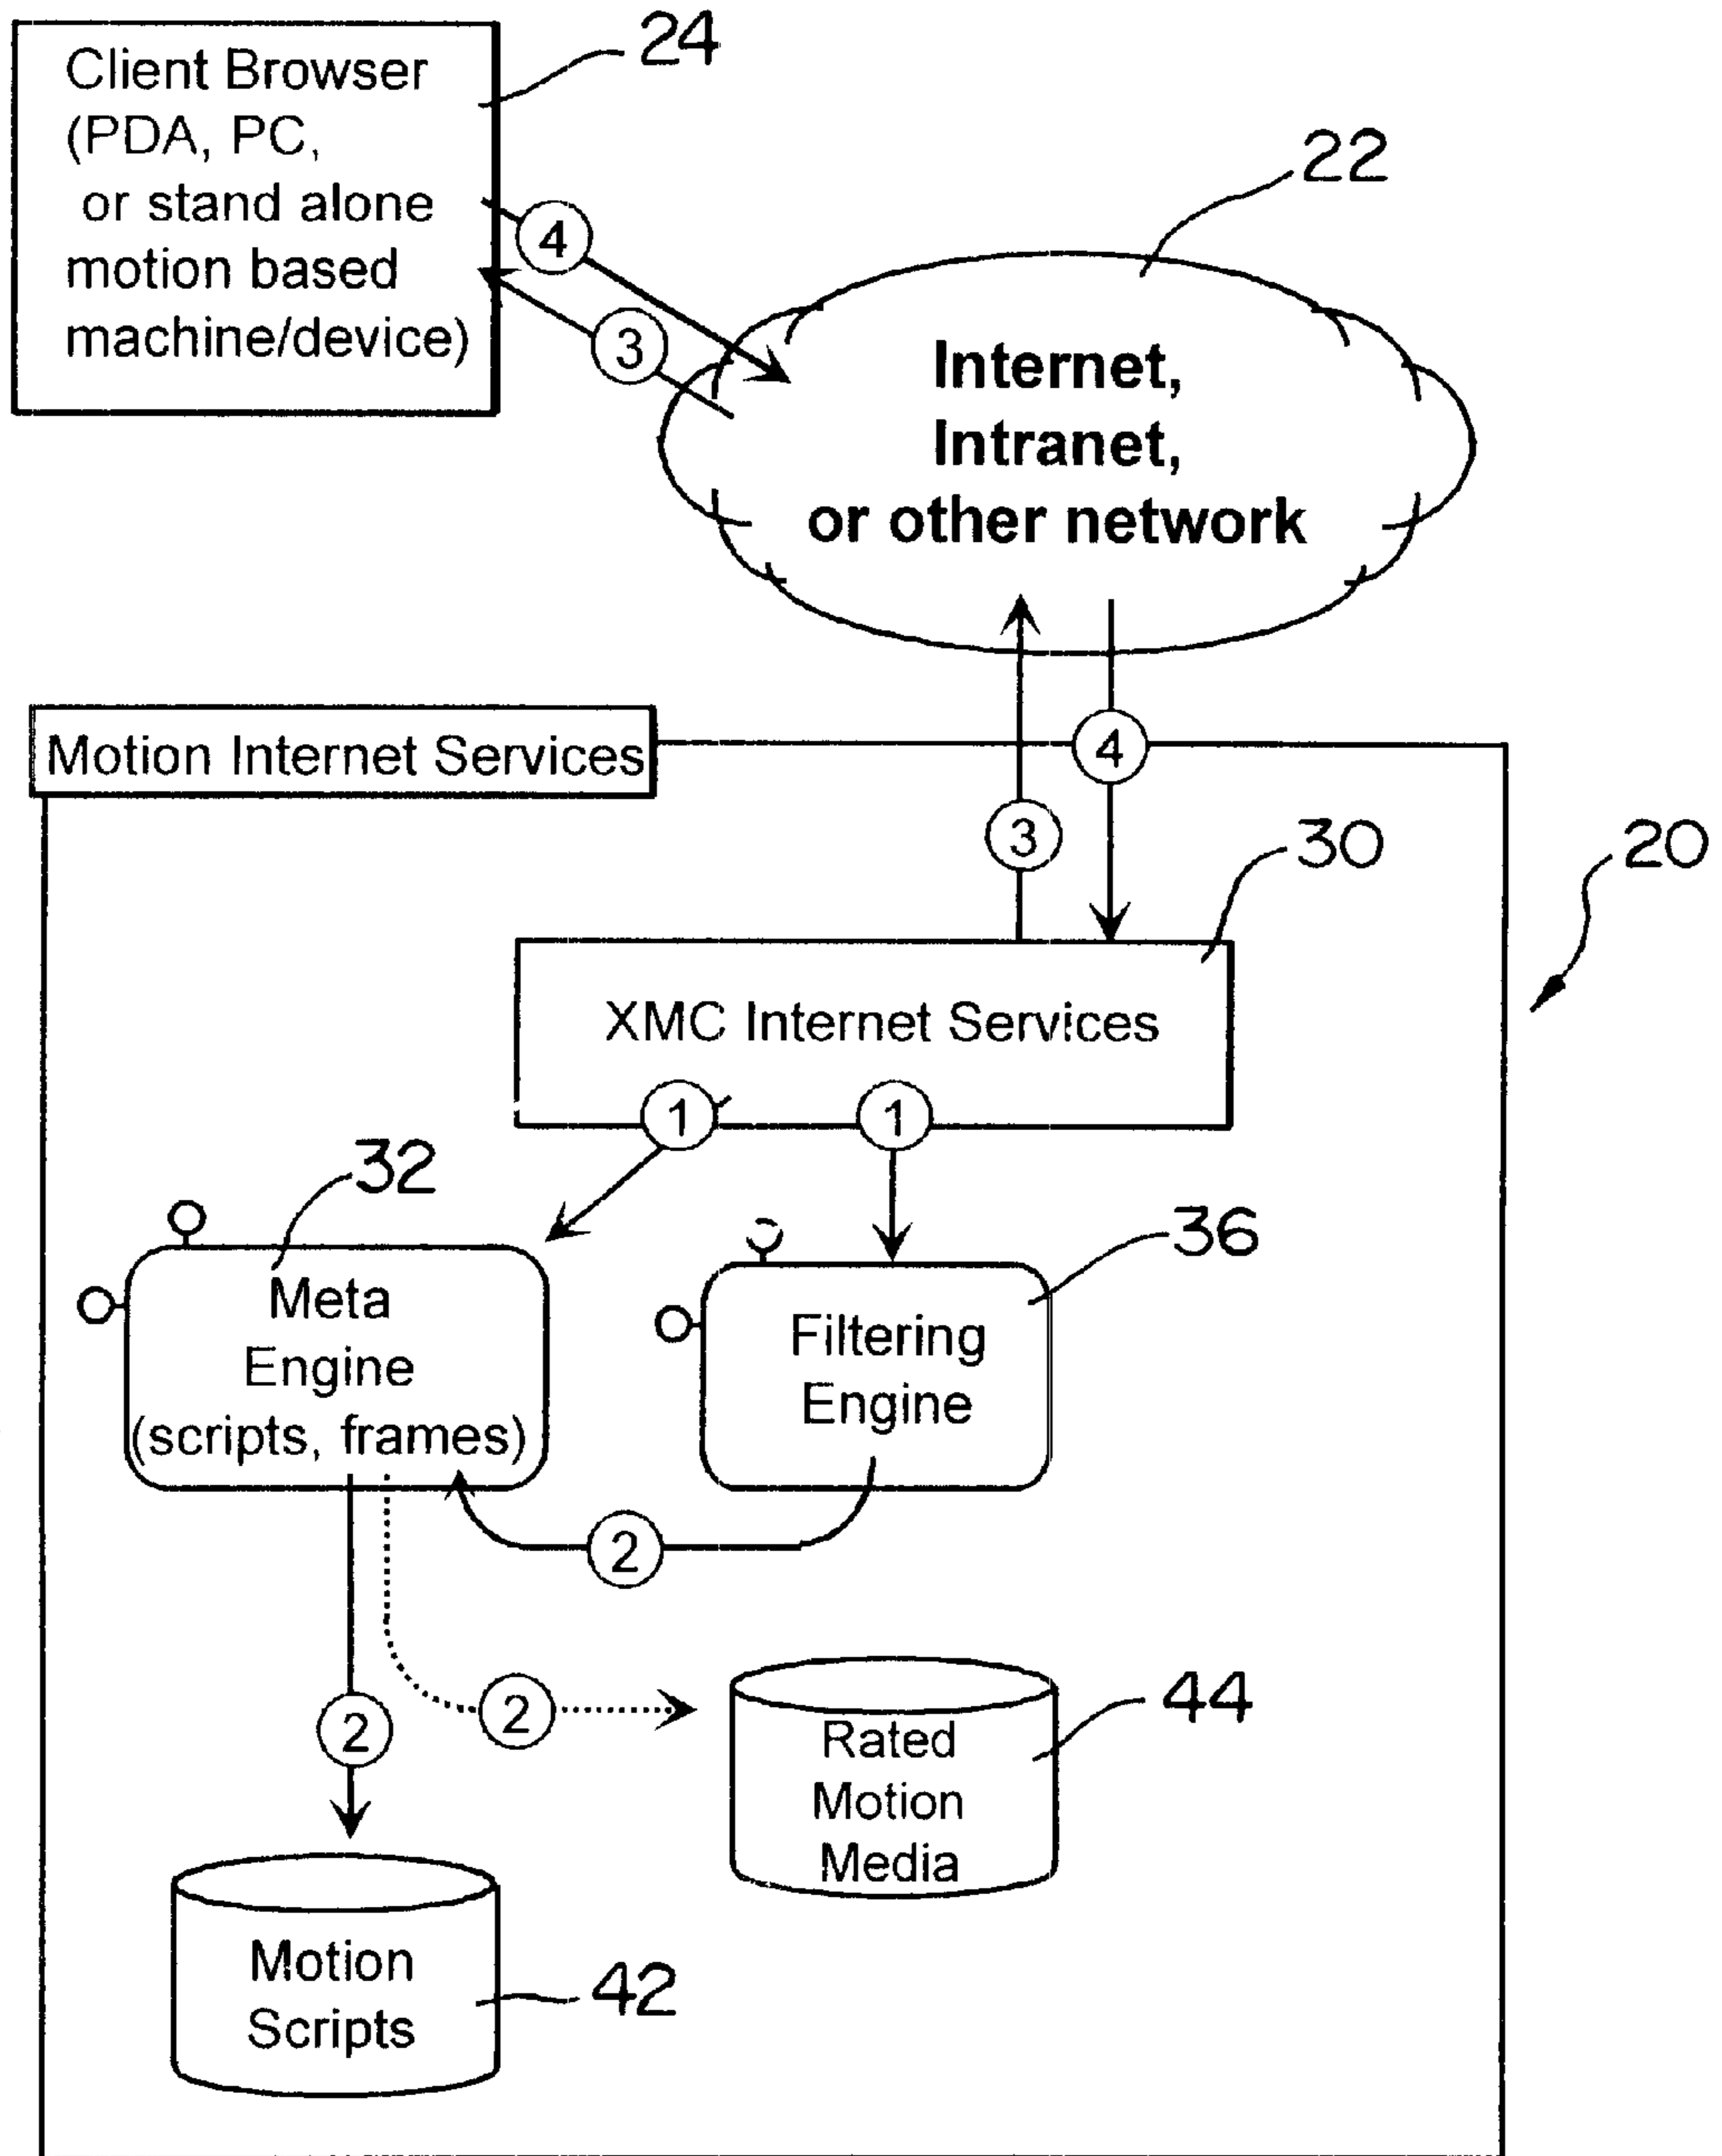 24
Client Browser
(PDA, PC,
or stand alone
motion based
machine/device)
22
4
3
Internet,
Intranet,
or other network
Motion Internet Services
4
3
30
20
XMC Internet Services
1
1
32
36
Meta
Engine
(scripts, frames)
Filtering
Engine
2
2
2
44
Rated
Motion
Media
Motion
Scripts
42